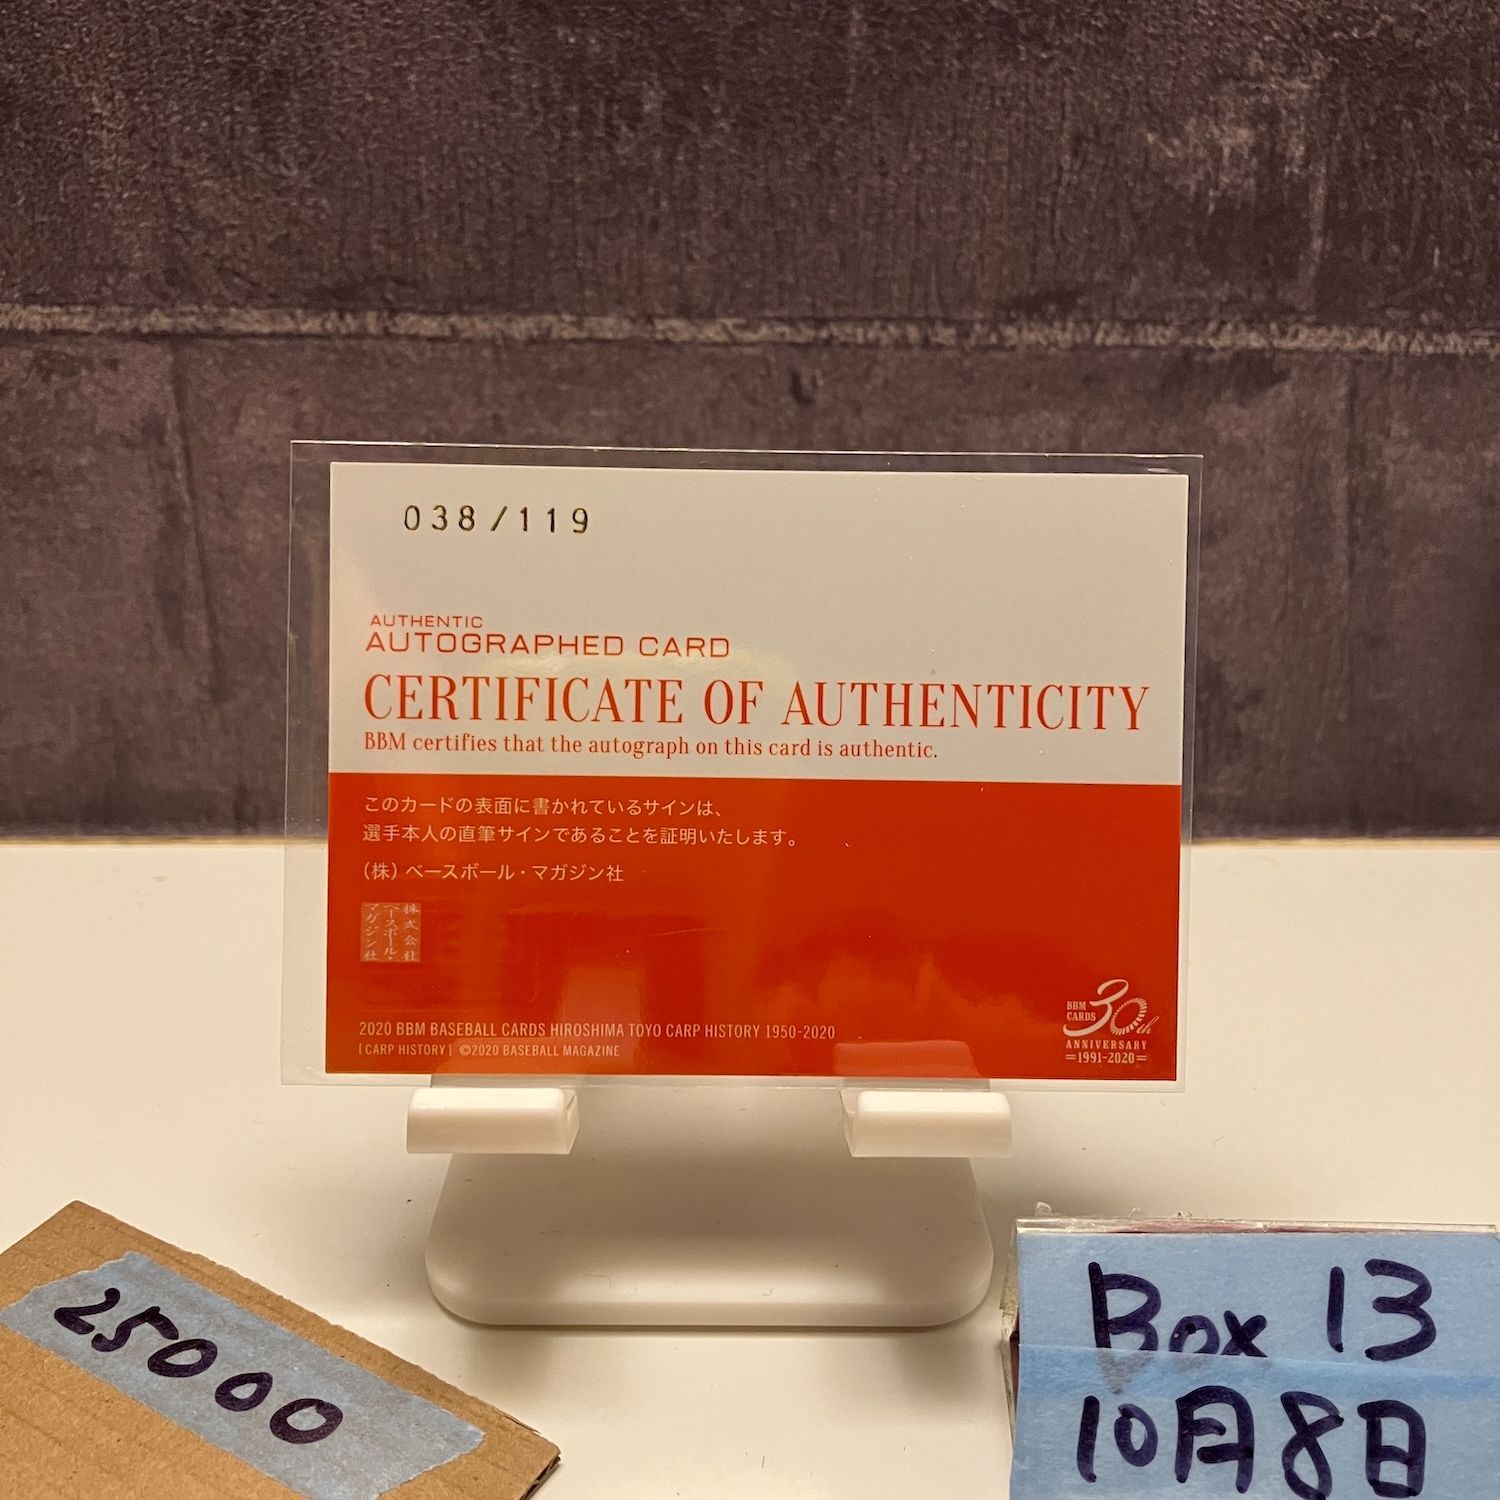 038/119
AUTHENTIC
AUTOGRAPHED CARD
CERTIFICATE OF AUTHENTICITY
BBM certifies that the autograph on this card is authentic.
このカードの表面に書かれているサインは、
選手本人の直筆サインであることを証明いたします。
(株)ベースボール・マガジン社
株式会社
ベースボール・
マガジン社
2020 BBM BASEBALL CARDS HIROSHIMA TOYO CARP HISTORY 1950-2020
[CARP HISTORY] ©2020 BASEBALL MAGAZINE
BBM
CARDS
30th
ANNIVERSARY
=1991-2020=
25000
Box 13
10月8日